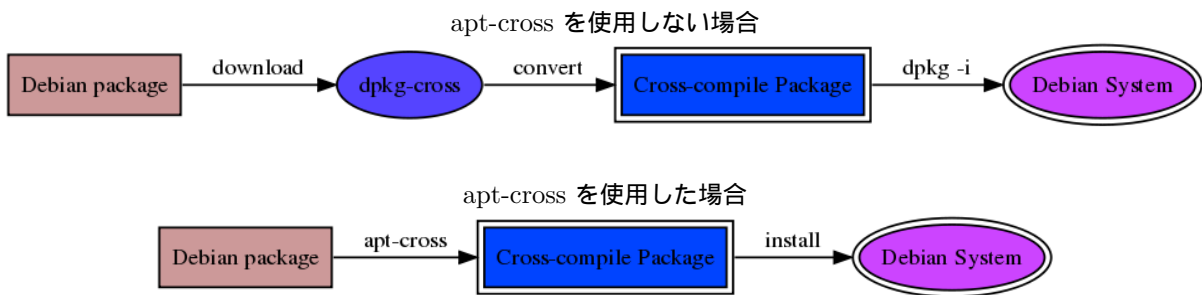 apt-cross を使用しない場合
Debian package download dpkg-cross convert Cross-compile Package dpkg -i Debian System
apt-cross を使用した場合
Debian package apt-cross Cross-compile Package install Debian System